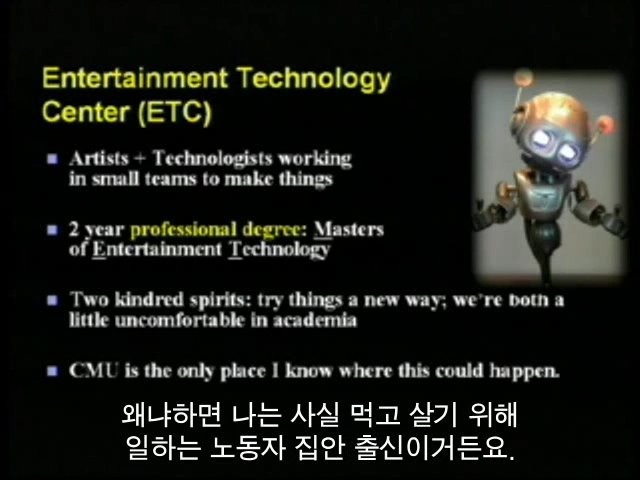 Entertainment Technology
Center (ETC)
Artists + Technologists working
in small teams to make things
2 year professional degree: Masters
of Entertainment Technology
Two kindred spirits: try things a new way; we're both a
little uncomfortable in academia
CMU is the only place I know where this could happen.
왜냐하면 나는 사실 먹고 살기 위해
일하는 노동자 집안 출신이거든요.